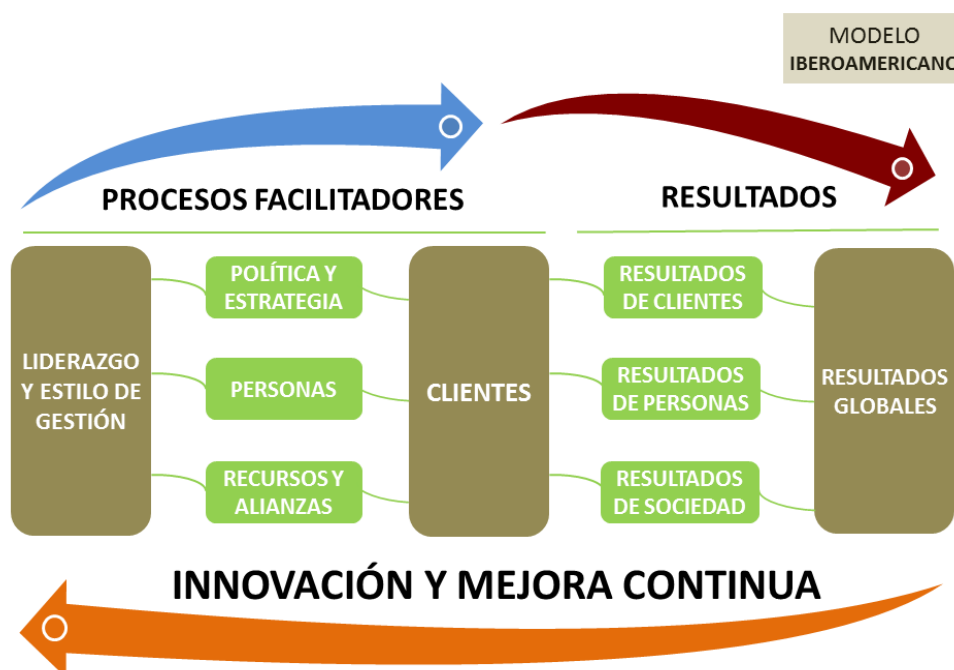 MODELO
IBEROAMERICANO
PROCESOS FACILITADORES
RESULTADOS
LIDERAZGO
Y ESTILO DE
GESTIÓN
POLÍTICA Y
ESTRATEGIA
PERSONAS
RECURSOS Y
ALIANZAS
CLIENTES
RESULTADOS
DE CLIENTES
RESULTADOS
DE PERSONAS
RESULTADOS
DE SOCIEDAD
RESULTADOS
GLOBALES
INNOVACIÓN Y MEJORA CONTINUA